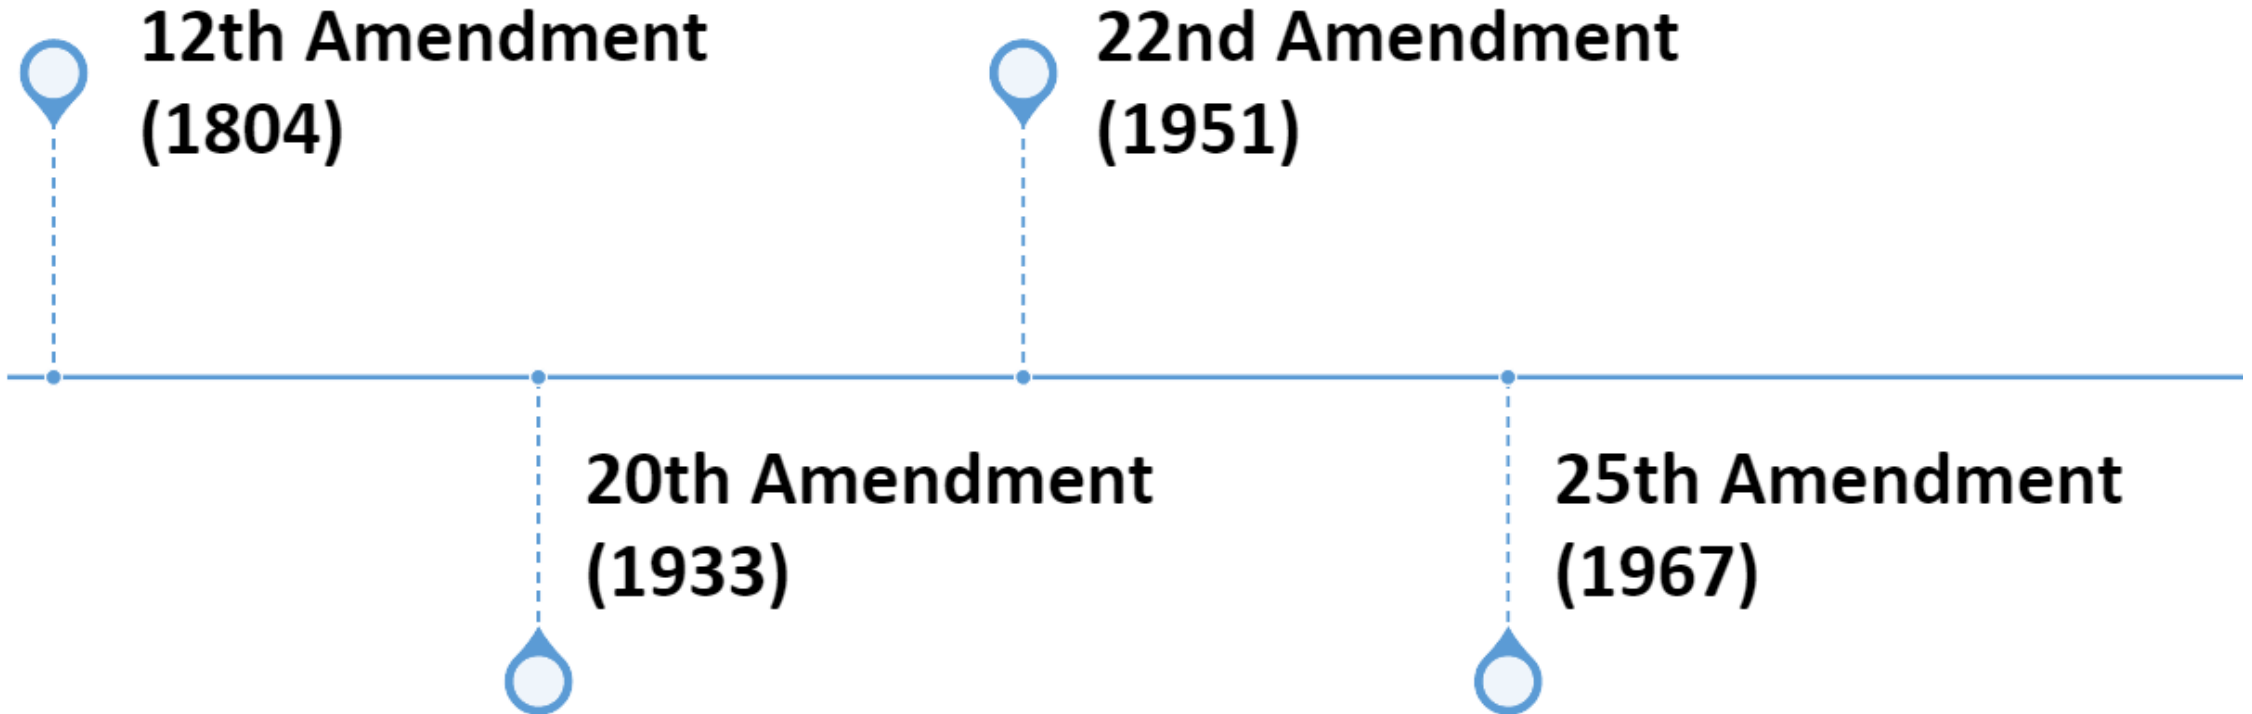 12th Amendment
(1804)
20th Amendment
(1933)
22nd Amendment
(1951)
25th Amendment
(1967)